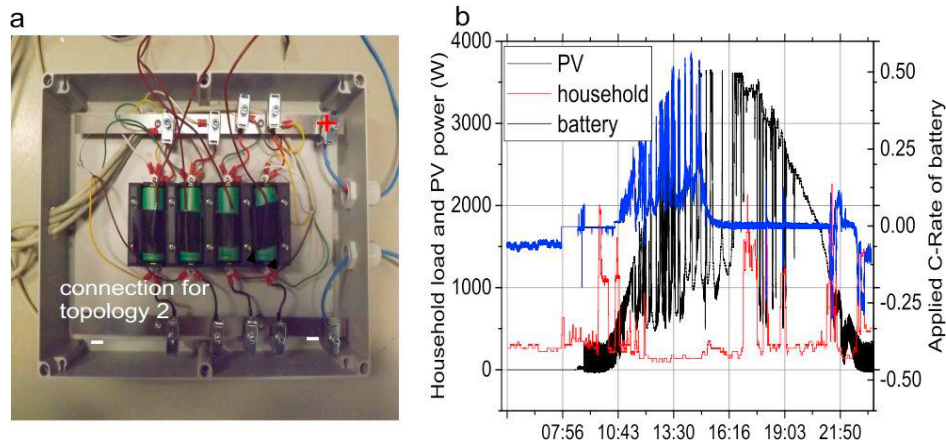 a
+
connection for
topology 2
-
-
b
Household load and PV power (W)
4000
3000
2000
1000
0
PV
household
battery
0.50
0.25
0.00
-0.25
-0.50
Applied C-Rate of battery
07:56
10:43
13:30
16:16
19:03
21:50